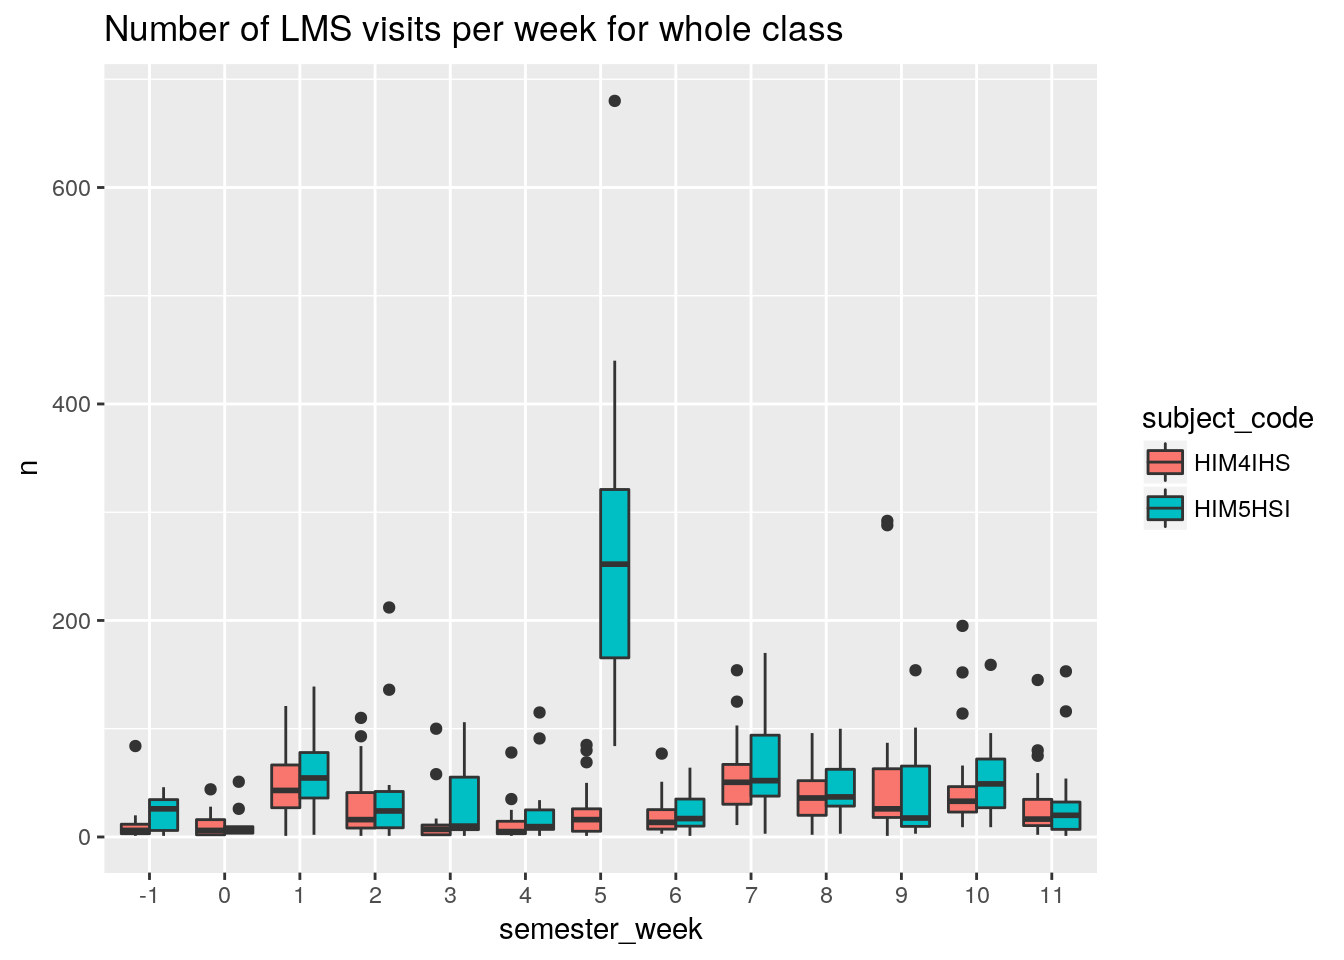 Number of LMS visits per week for whole class
600
400
200
0
n
-1 0 1 2 3 4 5 6 7 8 9 10 11
semester_week
subject_code
HIM4IHS
HIM5HSI